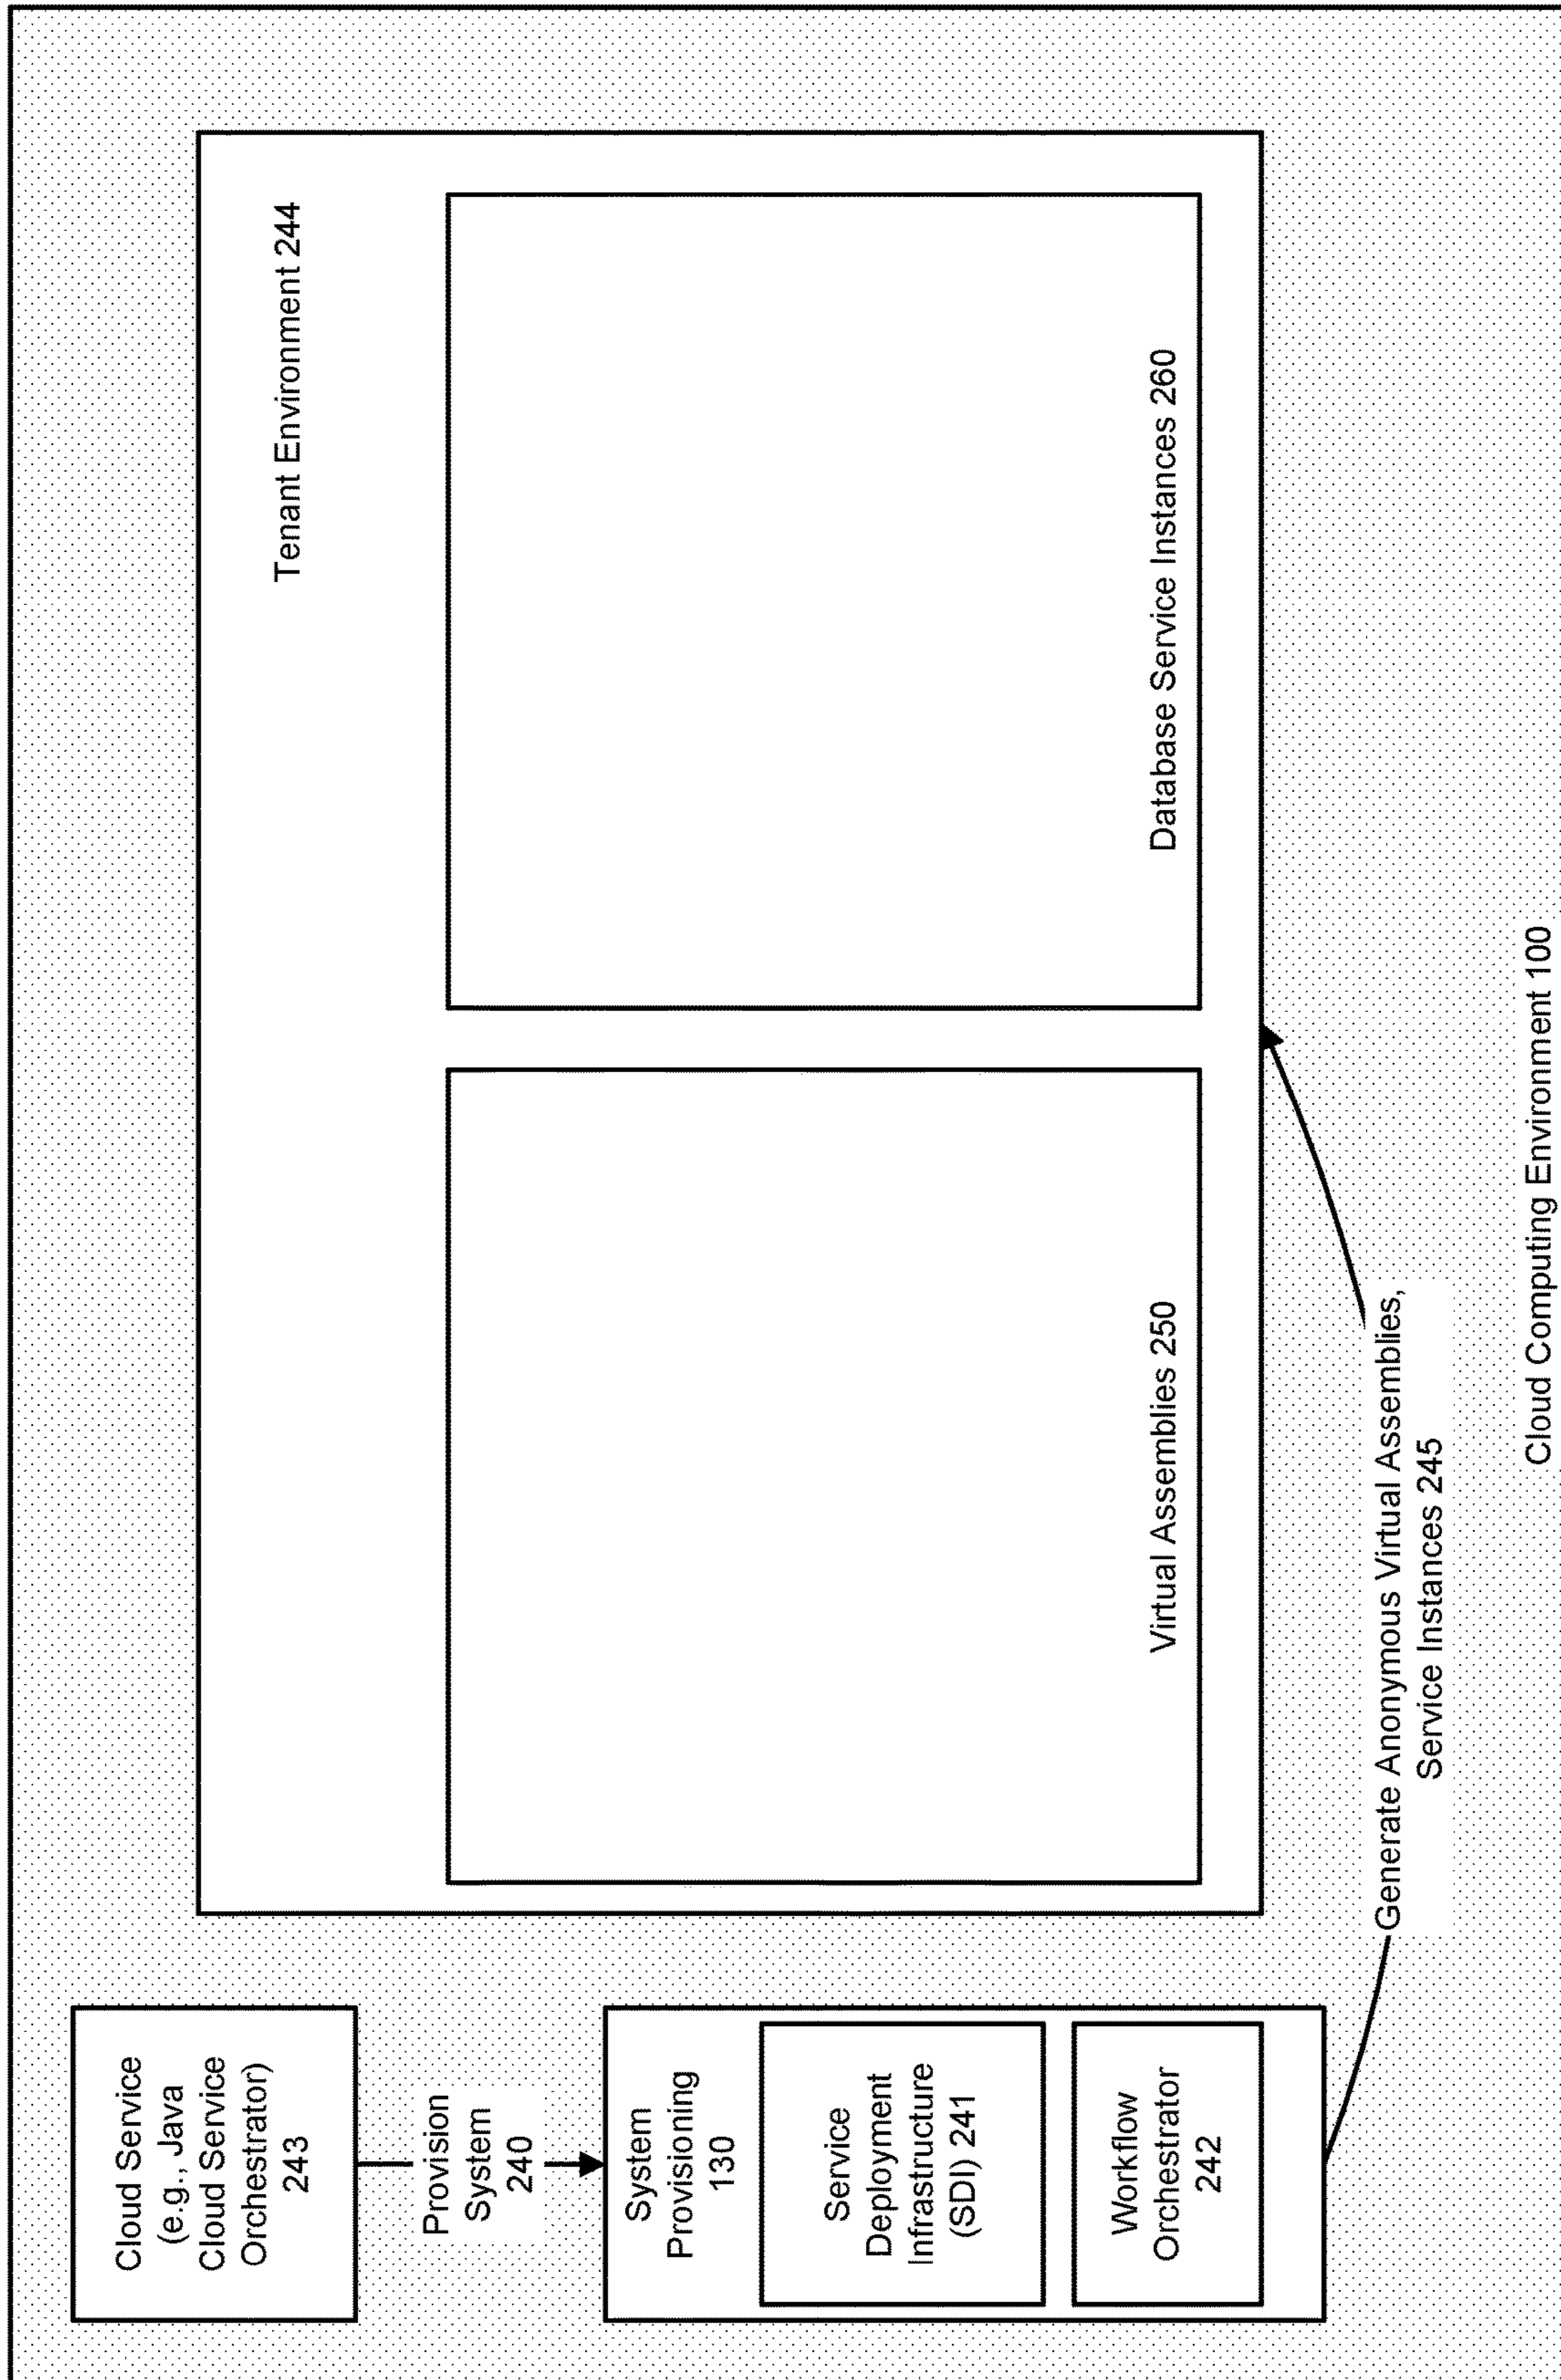 Cloud Service
(e.g., Java
Cloud Service
Orchestrator)
243
Provision
System
240
System
Provisioning
130
Service
Deployment
Infrastructure
(SDI) 241
Workflow
Orchestrator
242
Tenant Environment 244
Virtual Assemblies 250
Database Service Instances 260
Generate Anonymous Virtual Assemblies,
Service Instances 245
Cloud Computing Environment 100